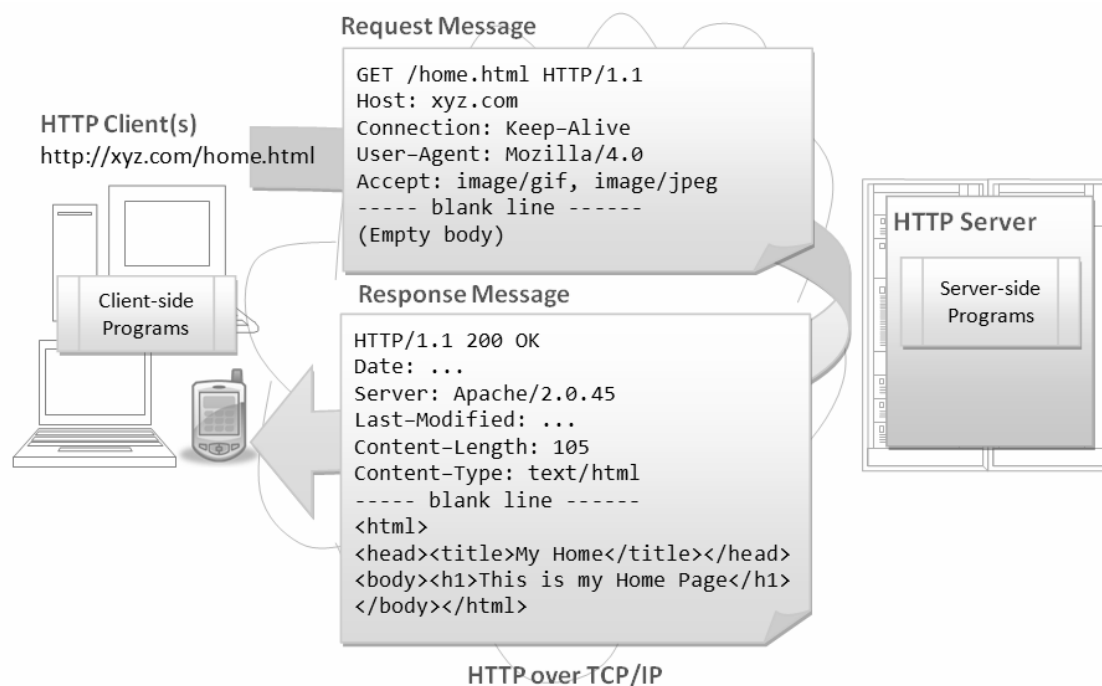 Request Message
GET /home.html HTTP/1.1
Host: xyz.com
Connection: Keep-Alive
User-Agent: Mozilla/4.0
Accept: image/gif, image/jpeg
----- blank line ------
(Empty body)
HTTP Client(s)
http://xyz.com/home.html
Client-side
Programs
HTTP Server
Server-side
Programs
Response Message
HTTP/1.1 200 OK
Date: ...
Server: Apache/2.0.45
Last-Modified: ...
Content-Length: 105
Content-Type: text/html
----- blank line ------
<html>
<head><title>My Home</title></head>
<body><h1>This is my Home Page</h1>
</body></html>
HTTP over TCP/IP